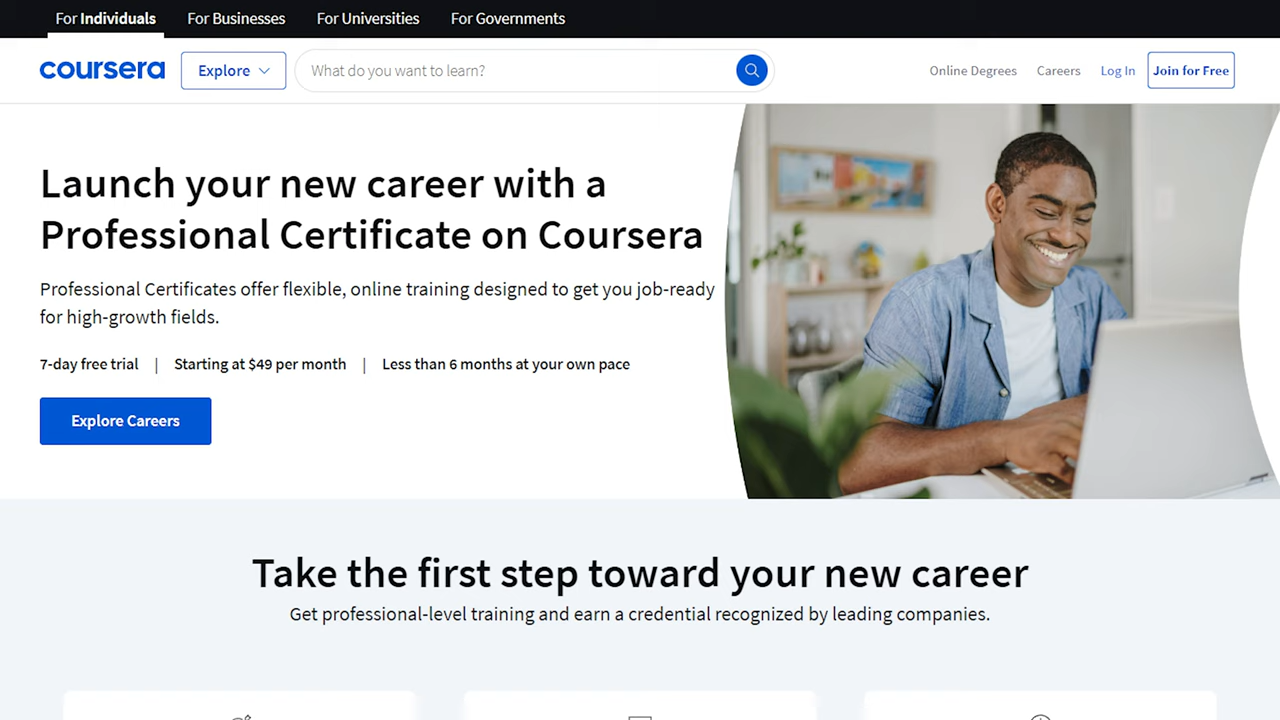 For Individuals For Businesses For Universities For Governments
coursera Explore What do you want to learn? Online Degrees Careers Log In Join for Free
Launch your new career with a
Professional Certificate on Coursera
Professional Certificates offer flexible, online training designed to get you job-ready
for high-growth fields.
7-day free trial | Starting at $49 per month | Less than 6 months at your own pace
Explore Careers
Take the first step toward your new career
Get professional-level training and earn a credential recognized by leading companies.